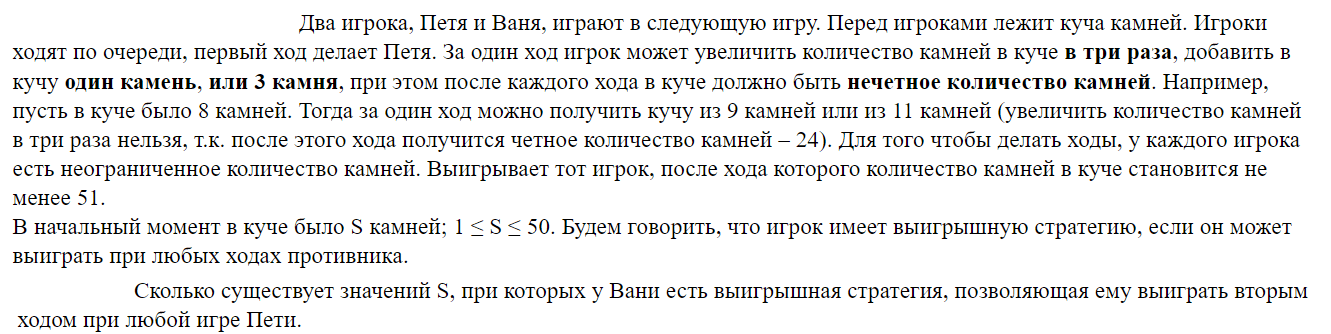 Два игрока, Петя и Ваня, играют в следующую игру. Перед игроками лежит куча камней. Игроки
ходят по очереди, первый ход делает Петя. За один ход игрок может увеличить количество камней в куче в три раза, добавить в
кучу один камень, или 3 камня, при этом после каждого хода в куче должно быть нечетное количество камней. Например,
пусть в куче было 8 камней. Тогда за один ход можно получить кучу из 9 камней или из 11 камней (увеличить количество камней
в три раза нельзя, т.к. после этого хода получится четное количество камней – 24). Для того чтобы делать ходы, у каждого игрока
есть неограниченное количество камней. Выигрывает тот игрок, после хода которого количество камней в куче становится не
менее 51.
В начальный момент в куче было S камней; 1 ≤ S ≤ 50. Будем говорить, что игрок имеет выигрышную стратегию, если он может
выиграть при любых ходах противника.
Сколько существует значений S, при которых у Вани есть выигрышная стратегия, позволяющая ему выиграть вторым
ходом при любой игре Пети.